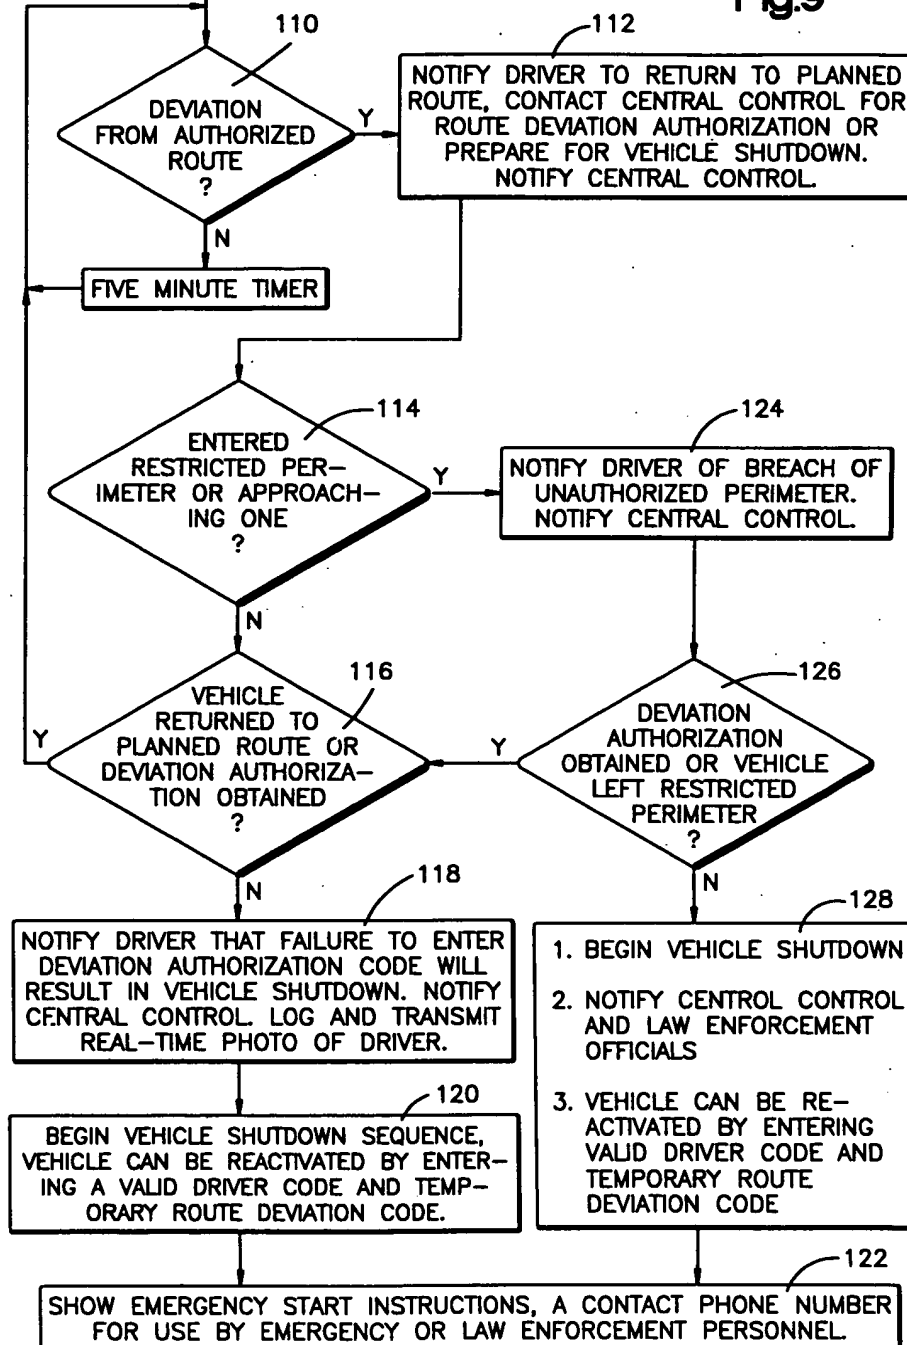 Fig.9
110
112
DEVIATION
FROM AUTHORIZED
ROUTE
?
Y
N
NOTIFY DRIVER TO RETURN TO PLANNED
ROUTE, CONTACT CENTRAL CONTROL FOR
ROUTE DEVIATION AUTHORIZATION OR
PREPARE FOR VEHICLE SHUTDOWN.
NOTIFY CENTRAL CONTROL.
FIVE MINUTE TIMER
114
ENTERED
RESTRICTED PER-
IMETER OR APPROACH-
ING ONE
?
Y
N
124
NOTIFY DRIVER OF BREACH OF
UNAUTHORIZED PERIMETER.
NOTIFY CENTRAL CONTROL.
116
VEHICLE
RETURNED TO
PLANNED ROUTE OR
DEVIATION AUTHORIZA-
TION OBTAINED
?
Y
N
126
DEVIATION
AUTHORIZATION
OBTAINED OR VEHICLE
LEFT RESTRICTED
PERIMETER
?
Y
N
118
NOTIFY DRIVER THAT FAILURE TO ENTER
DEVIATION AUTHORIZATION CODE WILL
RESULT IN VEHICLE SHUTDOWN. NOTIFY
CENTRAL CONTROL. LOG AND TRANSMIT
REAL-TIME PHOTO OF DRIVER.
128
1. BEGIN VEHICLE SHUTDOWN
2. NOTIFY CENTRAL CONTROL
AND LAW ENFORCEMENT
OFFICIALS
3. VEHICLE CAN BE RE-
ACTIVATED BY ENTERING
VALID DRIVER CODE AND
TEMPORARY ROUTE
DEVIATION CODE
120
BEGIN VEHICLE SHUTDOWN SEQUENCE,
VEHICLE CAN BE REACTIVATED BY ENTER-
ING A VALID DRIVER CODE AND TEMP-
ORARY ROUTE DEVIATION CODE.
122
SHOW EMERGENCY START INSTRUCTIONS, A CONTACT PHONE NUMBER
FOR USE BY EMERGENCY OR LAW ENFORCEMENT PERSONNEL.